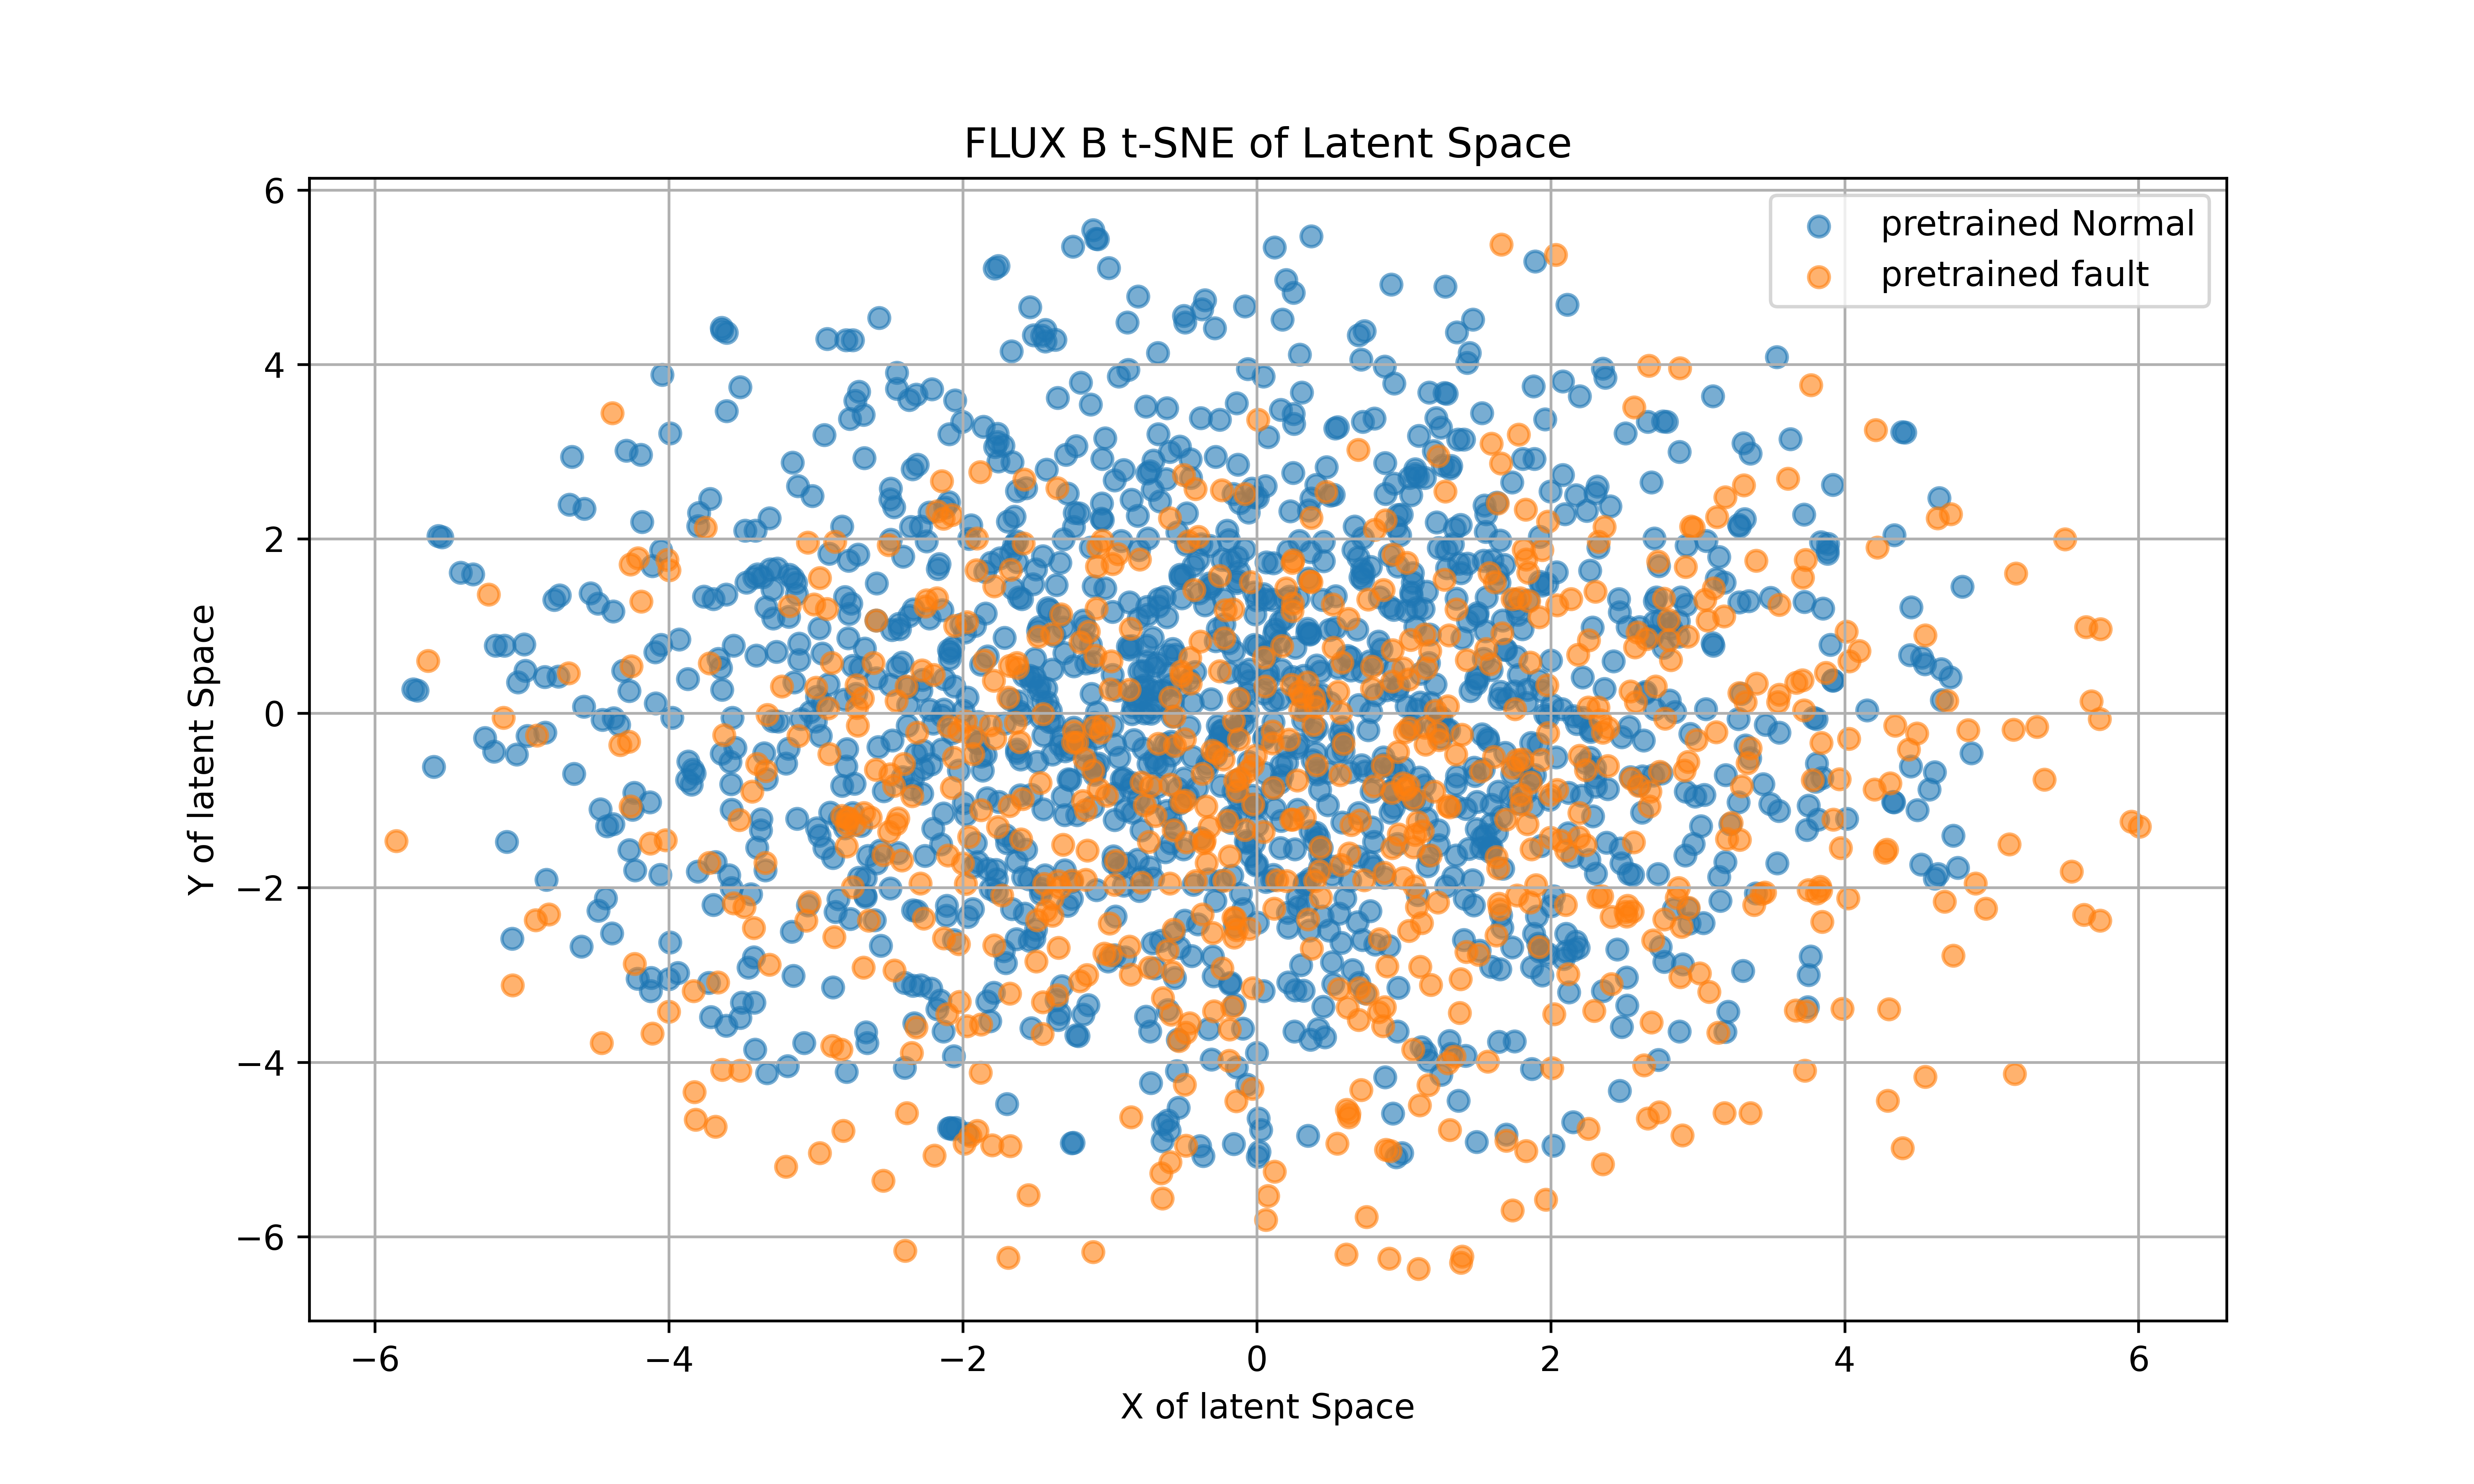 FLUX B t-SNE of Latent Space
pretrained Normal
pretrained fault
6
4
2
0
−2
−4
−6
Y of latent Space
−6 −4 −2 0 2 4 6
X of latent Space